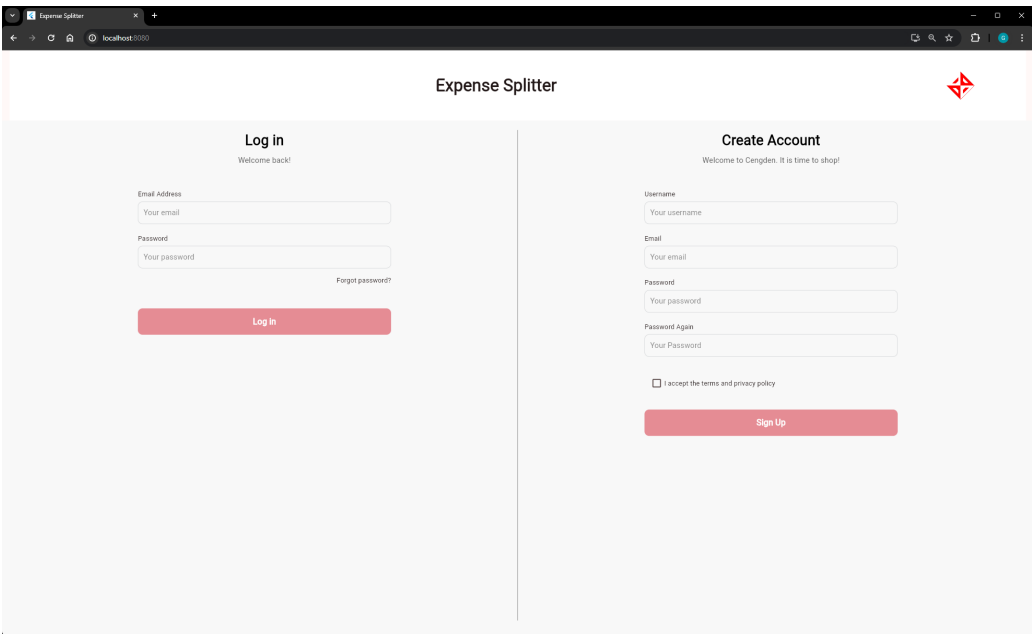 Expense Splitter
localhost:8080
G
Expense Splitter
Log in
Welcome back!
Email Address
Your email
Password
Your password
Forgot password?
Log in
Create Account
Welcome to Cengden. It is time to shop!
Username
Your username
Email
Your email
Password
Your password
Password Again
Your Password
I accept the terms and privacy policy
Sign Up